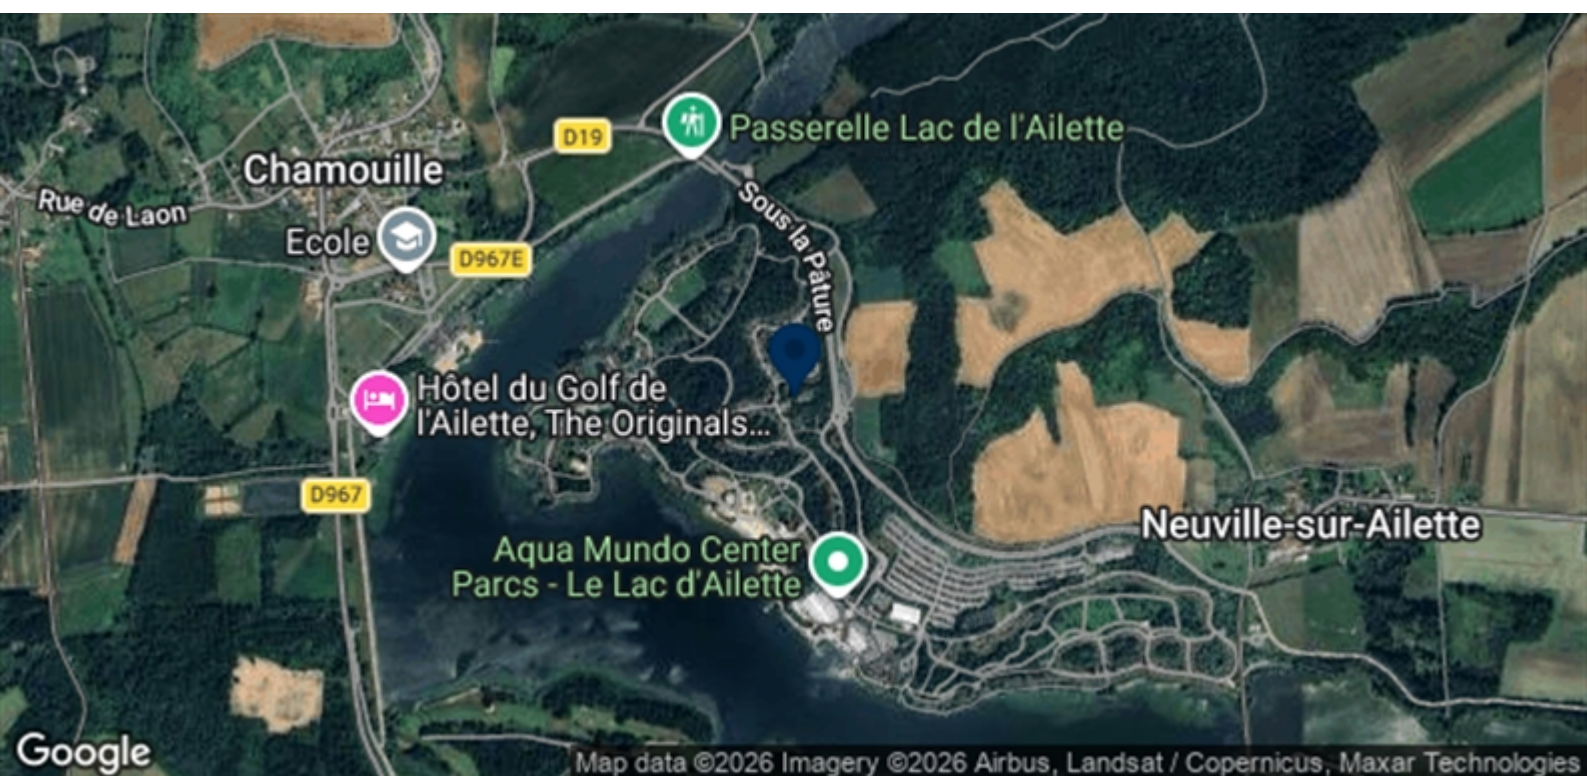 D19
Passerelle Lac de l'Ailette
Chamouille
Rue de Laon
Sous la Pâture
Ecole
D967E
Hôtel du Golf de
l'Ailette, The Originals...
D967
Neuville-sur-Ailette
Aqua Mundo Center
Parcs - Le Lac d'Ailette
Google
Map data ©2026 Imagery ©2026 Airbus, Landsat / Copernicus, Maxar Technologies